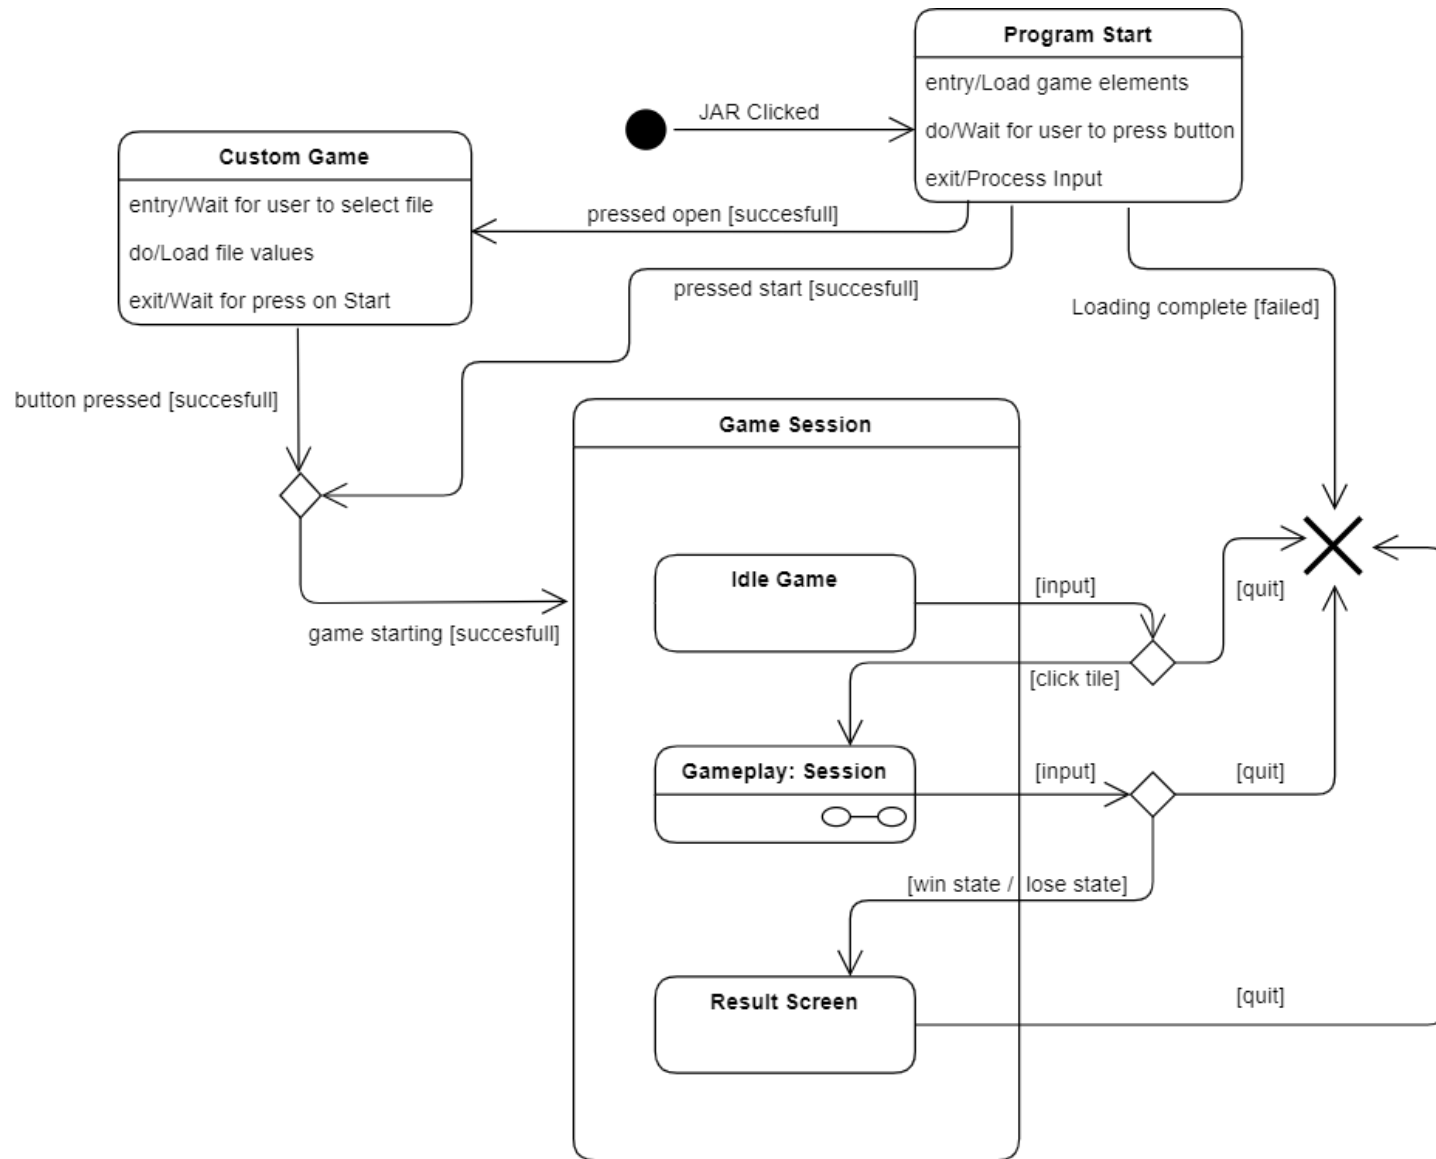 Program Start
entry/Load game elements
do/Wait for user to press button
exit/Process Input
JAR Clicked
Custom Game
entry/Wait for user to select file
do/Load file values
exit/Wait for press on Start
pressed open [succesfull]
pressed start [succesfull]
Loading complete [failed]
button pressed [succesfull]
Game Session
game starting [succesfull]
Idle Game
[input]
[quit]
[click tile]
Gameplay: Session
[input]
[quit]
[win state / lose state]
Result Screen
[quit]